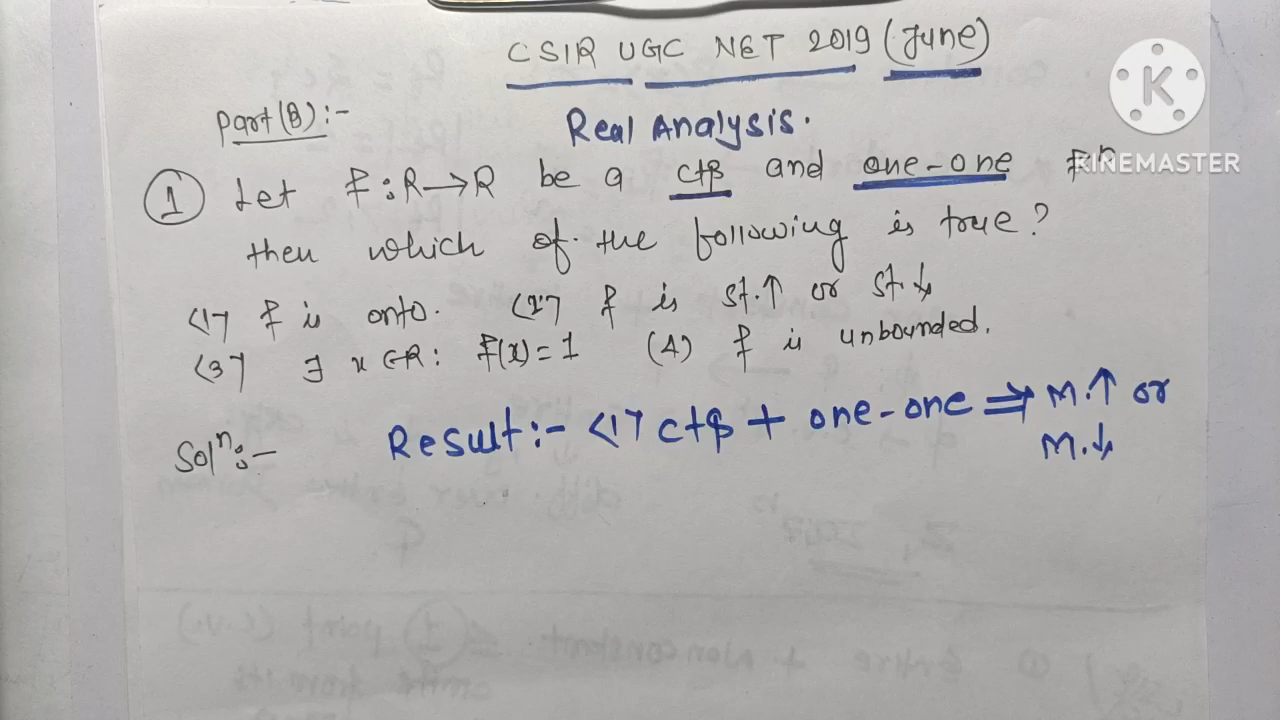 CSIR UGC NET 2019 (June)
K
KINEMASTER
Part (B):-
Real Analysis.
① Let f:R→R be a cts and one-one fⁿ
then which of the following is true?
<1> f is onto. <2> f is st.↑ or st.↓
<3> ∃ x∈R: f(x)=1 (4) f is unbounded.
Solⁿ:- Result:- <1> cts + one-one ⇒ M.↑ or
M.↓